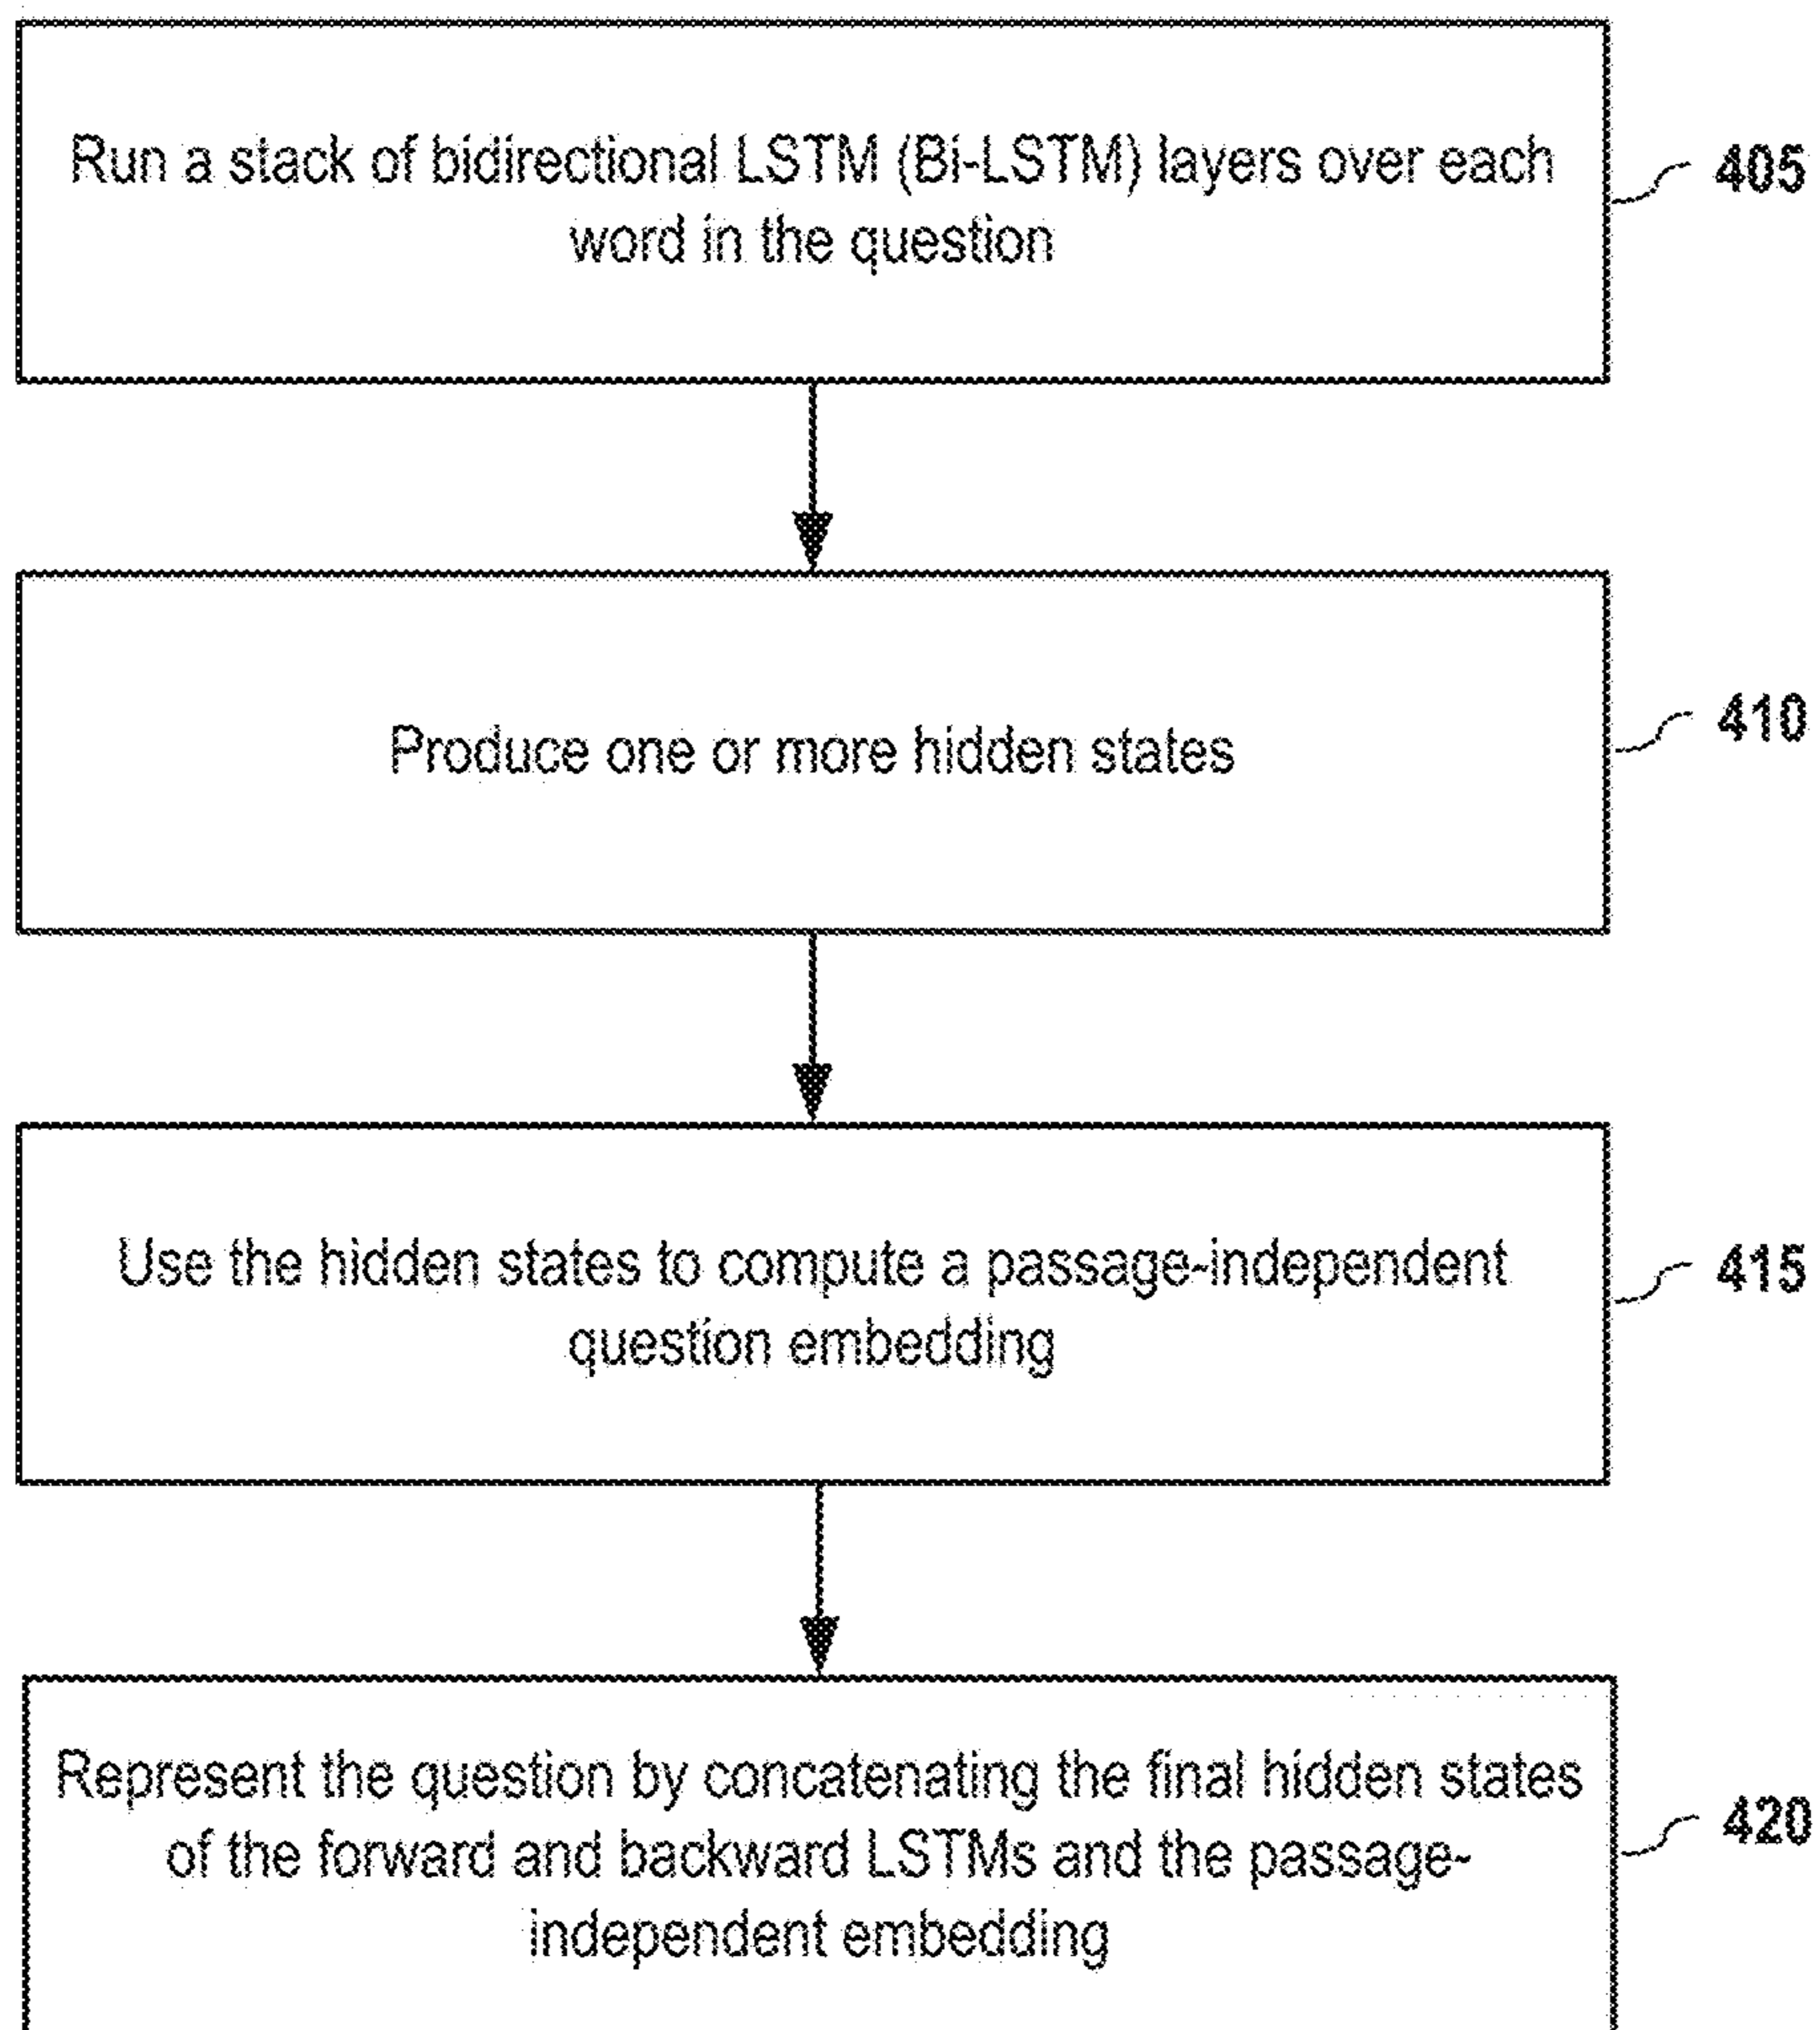 Run a stack of bidirectional LSTM (Bi-LSTM) layers over each
word in the question
405
Produce one or more hidden states
410
Use the hidden states to compute a passage-independent
question embedding
415
Represent the question by concatenating the final hidden states
of the forward and backward LSTMs and the passage-
independent embedding
420